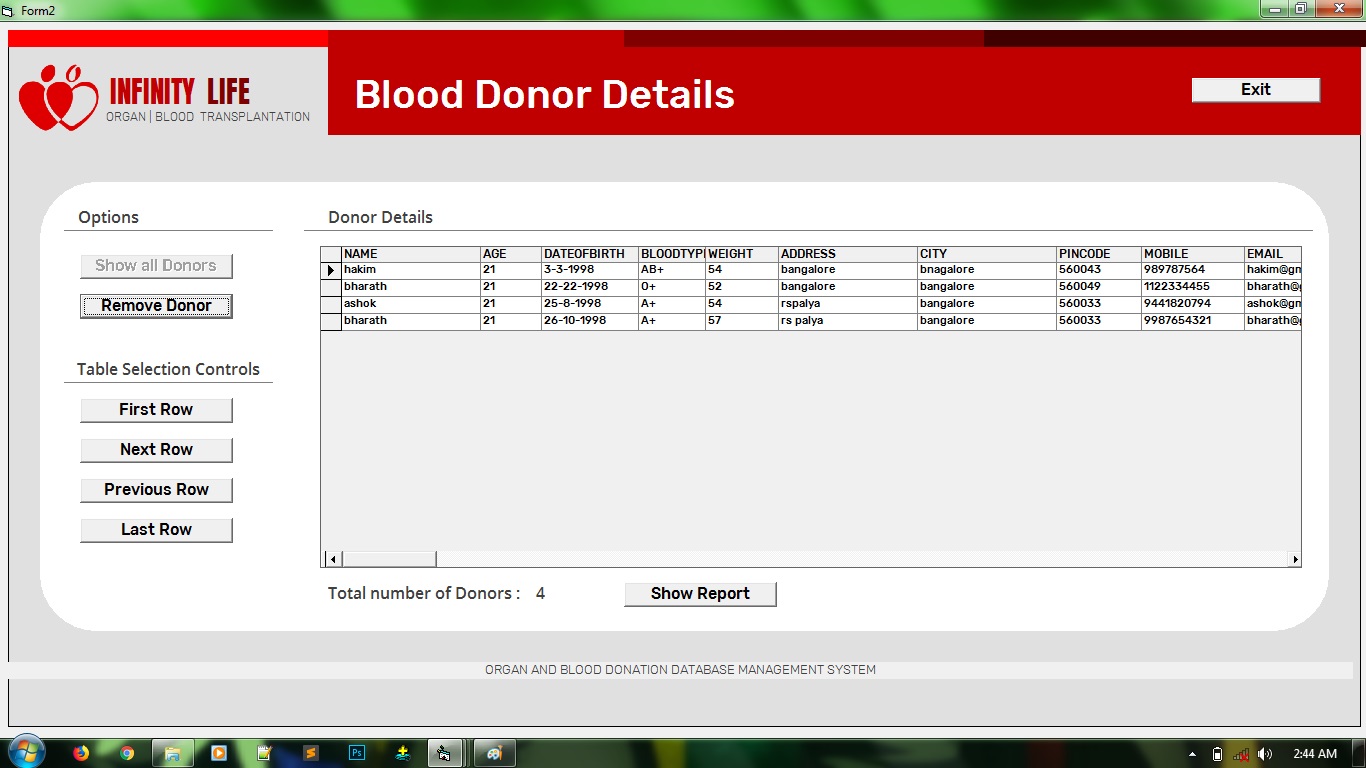 Form2
INFINITY LIFE
ORGAN | BLOOD TRANSPLANTATION
Blood Donor Details
Exit
Options
Show all Donors
Remove Donor
Table Selection Controls
First Row
Next Row
Previous Row
Last Row
Donor Details
NAME AGE DATEOFBIRTH BLOODTYP WEIGHT ADDRESS CITY PINCODE MOBILE EMAIL
hakim 21 3-3-1998 AB+ 54 bangalore bnagalore 560043 989787564 hakim@gm
bharath 21 22-22-1998 O+ 52 bangalore bangalore 560049 1122334455 bharath@g
ashok 21 25-8-1998 A+ 54 rspalya bangalore 560033 9441820794 ashok@gm
bharath 21 26-10-1998 A+ 57 rs palya bangalore 560033 9987654321 bharath@g
Total number of Donors : 4
Show Report
ORGAN AND BLOOD DONATION DATABASE MANAGEMENT SYSTEM
Ps
2:44 AM